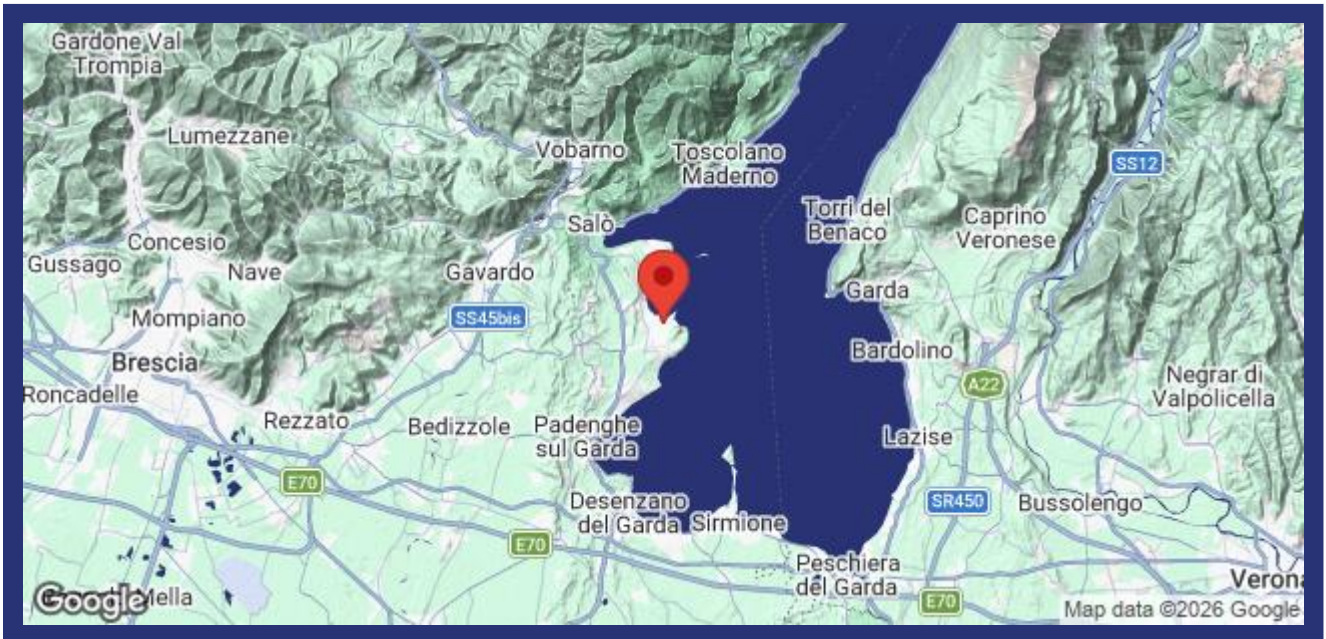 Gardone Val
Trompia
Lumezzane
Vobarno
Toscolano
Maderno
SS12
Torri del
Benaco
Caprino
Veronese
Salò
Concesio
Gussago
Nave
Gavardo
Garda
SS45bis
Mompiano
Bardolino
Brescia
A22
Negrar di
Valpolicella
Roncadelle
Rezzato
Bedizzole
Padenghe
sul Garda
Lazise
E70
Desenzano
del Garda
Sirmione
SR450
Bussolengo
E70
Peschiera
del Garda
Verona
E70
Mella
Google
Map data ©2026 Google